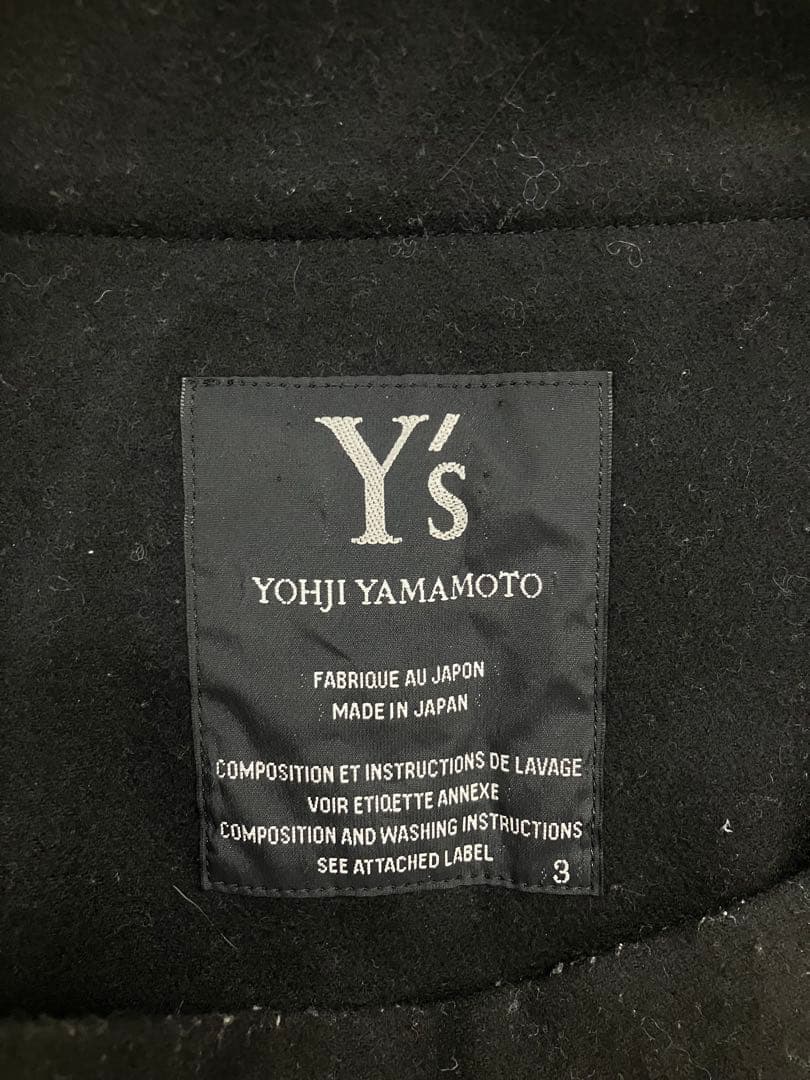 Y's
YOHJI YAMAMOTO
FABRIQUE AU JAPON
MADE IN JAPAN
COMPOSITION ET INSTRUCTIONS DE LAVAGE
VOIR ETIQETTE ANNEXE
COMPOSITION AND WASHING INSTRUCTIONS
SEE ATTACHED LABEL
3